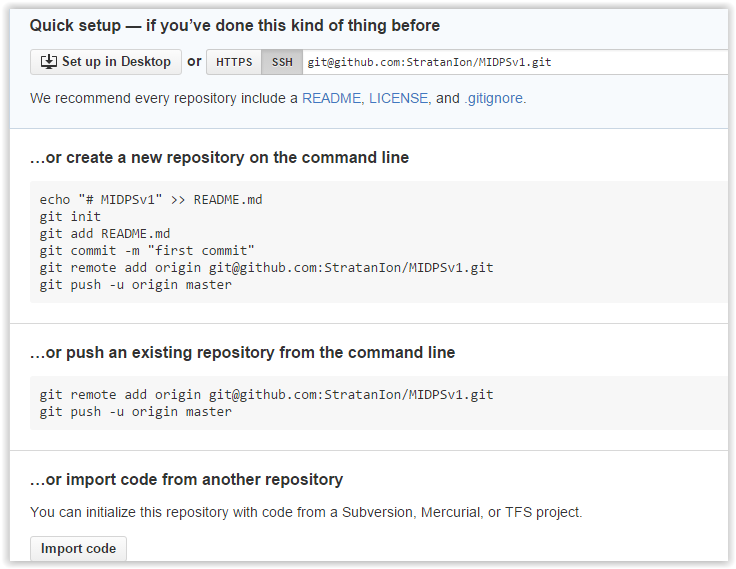 Quick setup — if you’ve done this kind of thing before
Set up in Desktop or HTTPS SSH git@github.com:StratanIon/MIDPSv1.git
We recommend every repository include a README, LICENSE, and .gitignore.
…or create a new repository on the command line
echo "# MIDPSv1" >> README.md
git init
git add README.md
git commit -m "first commit"
git remote add origin git@github.com:StratanIon/MIDPSv1.git
git push -u origin master
…or push an existing repository from the command line
git remote add origin git@github.com:StratanIon/MIDPSv1.git
git push -u origin master
…or import code from another repository
You can initialize this repository with code from a Subversion, Mercurial, or TFS project.
Import code